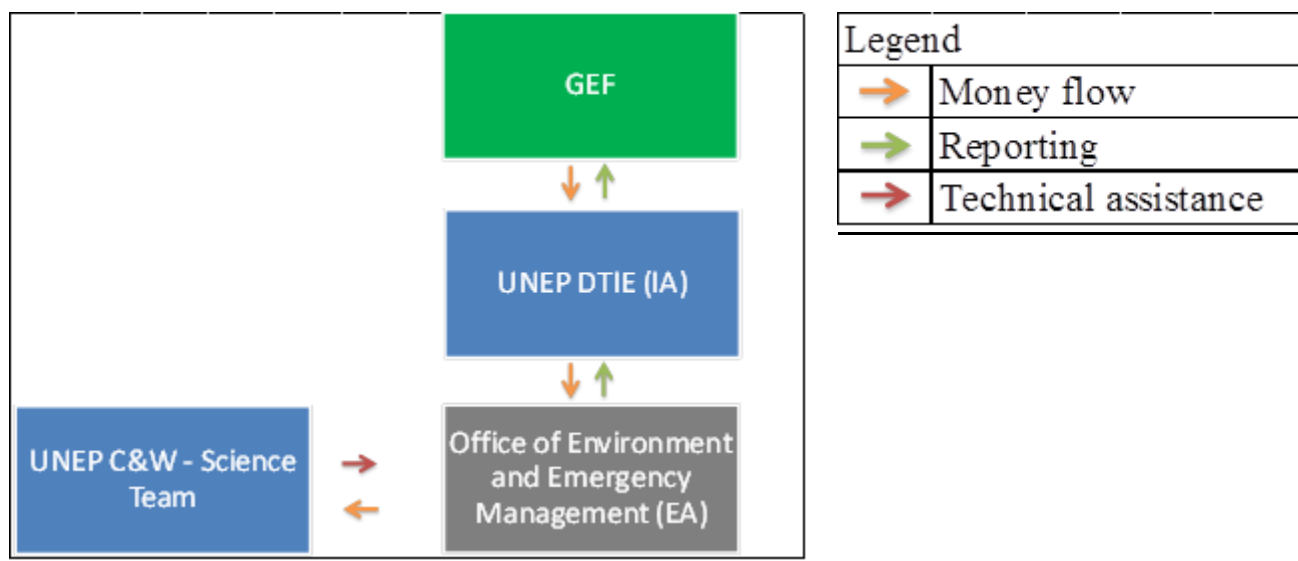 GEF
UNEP DTIE (IA)
UNEP C&W - Science
Team
Office of Environment
and Emergency
Management (EA)
Legend
Money flow
Reporting
Technical assistance